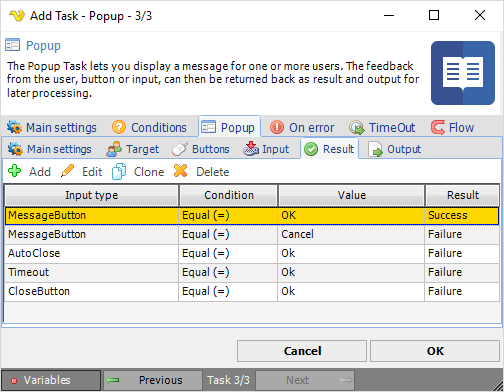 Add Task - Popup - 3/3
Popup
The Popup Task lets you display a message for one or more users. The feedback
from the user, button or input, can then be returned back as result and output for
later processing.
Main settings Conditions Popup On error TimeOut Flow
Main settings Target Buttons Input Result Output
Add Edit Clone Delete
Input type Condition Value Result
MessageButton Equal (=) OK Success
MessageButton Equal (=) Cancel Failure
AutoClose Equal (=) Ok Failure
Timeout Equal (=) Ok Failure
CloseButton Equal (=) Ok Failure
Cancel OK
Variables Previous Task 3/3 Next